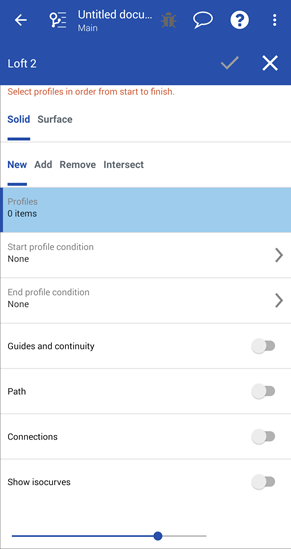 Untitled docu...
Main
?
Loft 2
Select profiles in order from start to finish.
Solid Surface
New Add Remove Intersect
Profiles
0 items
Start profile condition
None
End profile condition
None
Guides and continuity
Path
Connections
Show isocurves